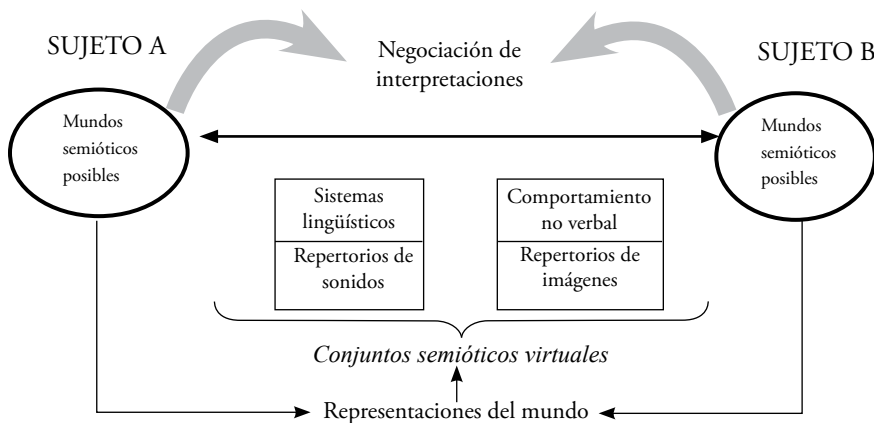 SUJETO A
Negociación de
interpretaciones
SUJETO B
Mundos
semióticos
posibles
Mundos
semióticos
posibles
Sistemas
lingüísticos
Repertorios de
sonidos
Comportamiento
no verbal
Repertorios de
imágenes
Conjuntos semióticos virtuales
Representaciones del mundo